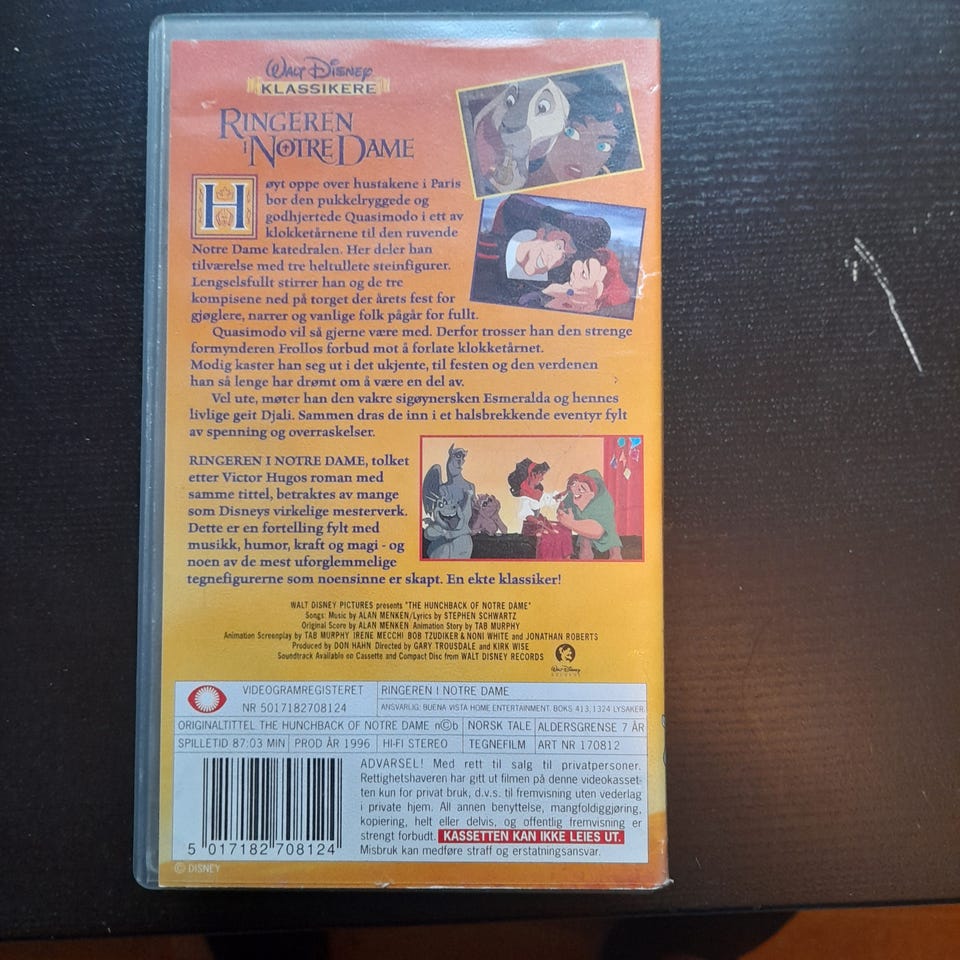 WALT DISNEY
KLASSIKERE
RINGEREN
I NOTRE DAME
Høyt oppe over hustakene i Paris
bor den pukkelryggede og
godhjertede Quasimodo i ett av
klokketårnene til den ruvende
Notre Dame katedralen. Her deler han
tilværelse med tre heltullete steinfigurer.
Lengselsfullt stirrer han og de tre
kompisene ned på torget der årets fest for
gjøglere, narrer og vanlige folk pågår for fullt.
Quasimodo vil så gjerne være med. Derfor trosser han den strenge
formynderen Frollos forbud mot å forlate klokketårnet.
Modig kaster han seg ut i det ukjente, til festen og den verdenen
han så lenge har drømt om å være en del av.
Vel ute, møter han den vakre sigøynersken Esmeralda og hennes
livlige geit Djali. Sammen dras de inn i et halsbrekkende eventyr fylt
av spenning og overraskelser.
RINGEREN I NOTRE DAME, tolket
etter Victor Hugos roman med
samme tittel, betraktes av mange
som Disneys virkelige mesterverk.
Dette er en fortelling fylt med
musikk, humor, kraft og magi - og
noen av de mest uforglemmelige
tegnefigurerne som noensinne er skapt. En ekte klassiker!
WALT DISNEY PICTURES presents "THE HUNCHBACK OF NOTRE DAME"
Songs: Music by ALAN MENKEN/Lyrics by STEPHEN SCHWARTZ
Original Score by ALAN MENKEN Animation Story by TAB MURPHY
Animation Screenplay by TAB MURPHY IRENE MECCHI BOB TZUDIKER & NONI WHITE and JONATHAN ROBERTS
Produced by DON HAHN Directed by GARY TROUSDALE and KIRK WISE
Soundtrack Available on Cassette and Compact Disc from WALT DISNEY RECORDS
Walt Disney
RECORDS
VIDEOGRAMREGISTERET
NR 5017182708124
RINGEREN I NOTRE DAME
ANSVARLIG: BUENA VISTA HOME ENTERTAINMENT. BOKS 413, 1324 LYSAKER
ORIGINALTITTEL THE HUNCHBACK OF NOTRE DAME n©b NORSK TALE ALDERSGRENSE 7 ÅR
SPILLETID 87:03 MIN PROD ÅR 1996 HI-FI STEREO TEGNEFILM ART NR 170812
ADVARSEL! Med rett til salg til privatpersoner.
Rettighetshaveren har gitt ut filmen på denne videokasset-
ten kun for privat bruk, d.v.s. til fremvisning uten vederlag
i private hjem. All annen benyttelse, mangfoldiggjøring,
kopiering, helt eller delvis, og offentlig fremvisning er
strengt forbudt. KASSETTEN KAN IKKE LEIES UT.
Misbruk kan medføre straff og erstatningsansvar.
5 017182 708124
© DISNEY